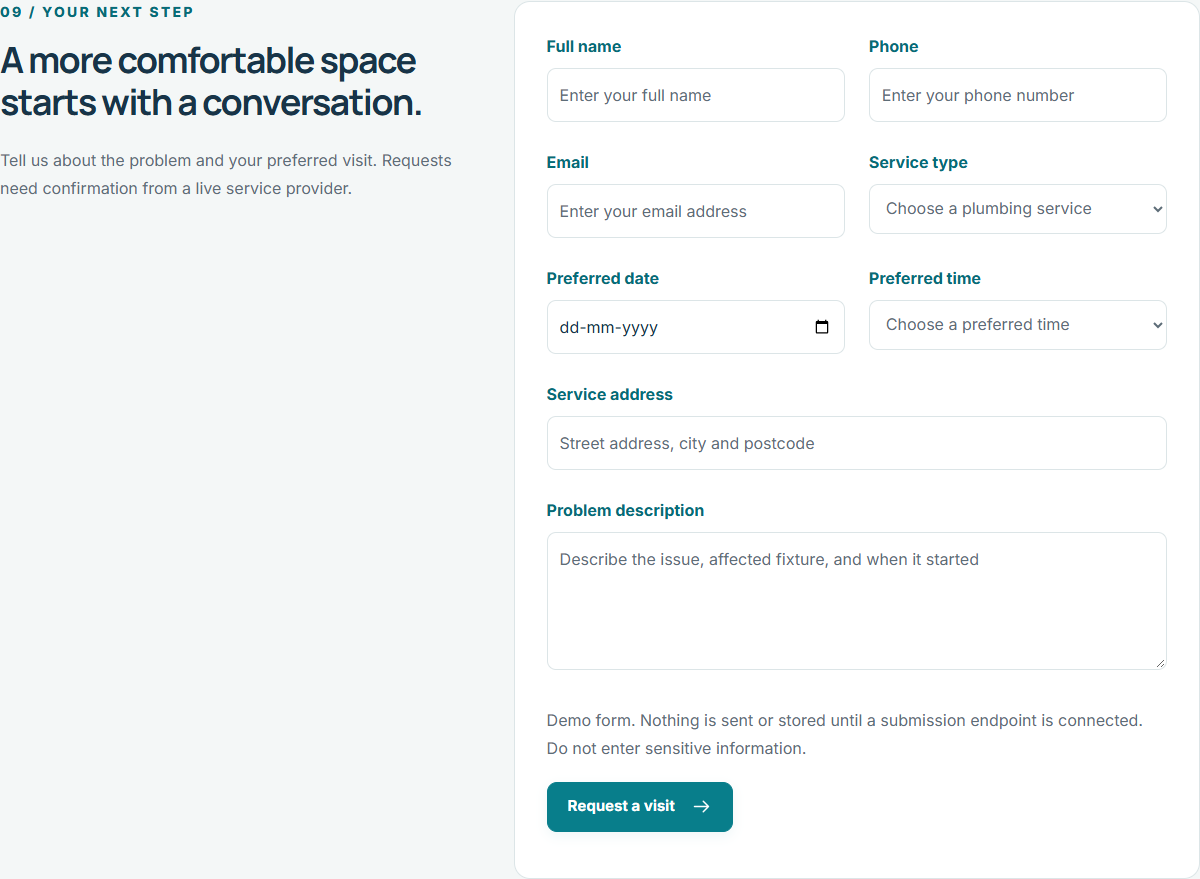 09 / YOUR NEXT STEP
A more comfortable space
starts with a conversation.
Tell us about the problem and your preferred visit. Requests
need confirmation from a live service provider.
Full name
Enter your full name
Phone
Enter your phone number
Email
Enter your email address
Service type
Choose a plumbing service
Preferred date
dd-mm-yyyy
Preferred time
Choose a preferred time
Service address
Street address, city and postcode
Problem description
Describe the issue, affected fixture, and when it started
Demo form. Nothing is sent or stored until a submission endpoint is connected.
Do not enter sensitive information.
Request a visit →